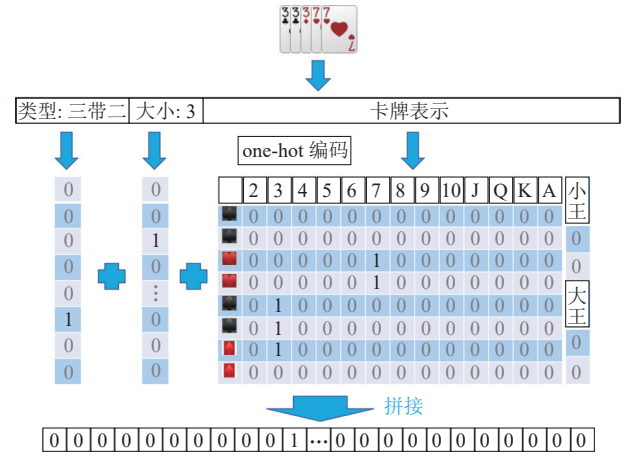 3 3 3 7 7
类型: 三带二 大小: 3 卡牌表示
one-hot 编码
2 3 4 5 6 7 8 9 10 J Q K A 小王
0 0 0 0 0 0 0 0 0 0 0 0 0 0 0
0 0 0 0 0 0 0 0 0 0 0 0 0 0 0 0
0 1 0 0 0 0 0 1 0 0 0 0 0 0 0 0
0 0 0 0 0 0 0 1 0 0 0 0 0 0 0 大王
0 ⋮ 0 1 0 0 0 0 0 0 0 0 0 0 0
1 0 0 1 0 0 0 0 0 0 0 0 0 0 0
0 0 0 1 0 0 0 0 0 0 0 0 0 0 0 0
0 0 0 0 0 0 0 0 0 0 0 0 0 0 0 0
拼接
0 0 0 0 0 0 0 0 0 0 1 ⋯ 0 0 0 0 0 0 0 0 0 0 0